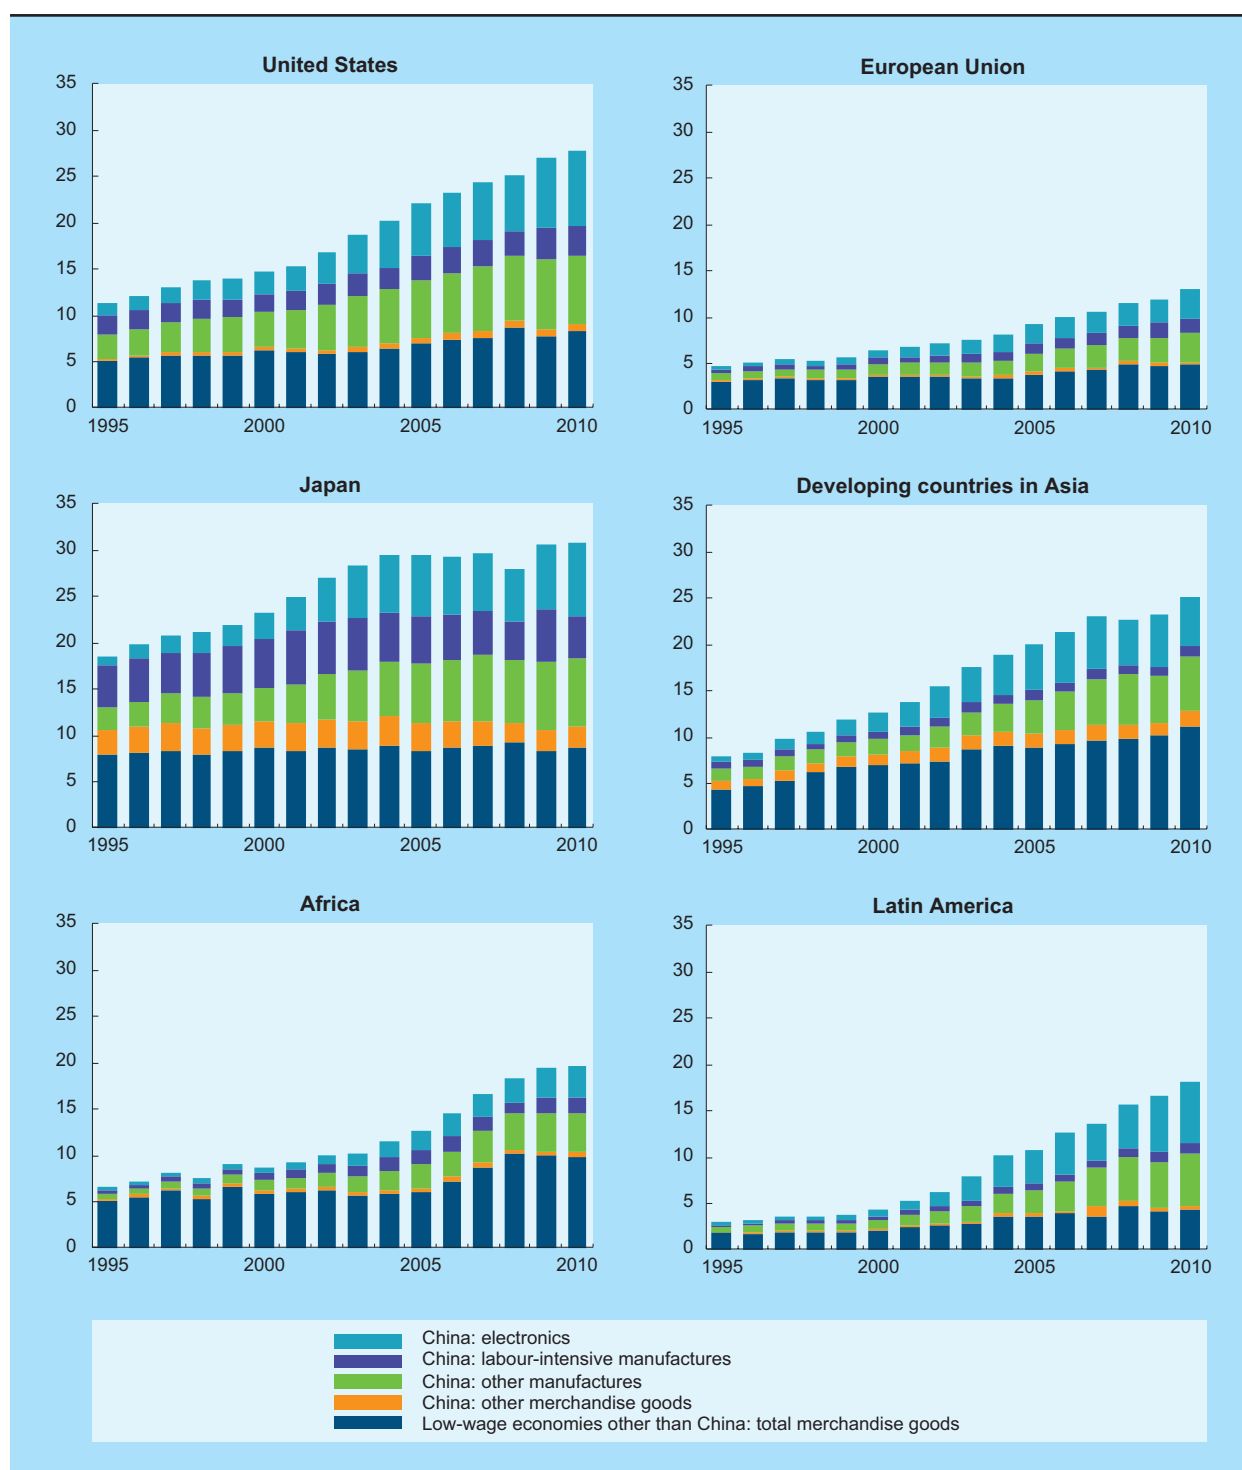 United States
35
30
25
20
15
10
5
0
1995 2000 2005 2010
European Union
35
30
25
20
15
10
5
0
1995 2000 2005 2010
Japan
35
30
25
20
15
10
5
0
1995 2000 2005 2010
Developing countries in Asia
35
30
25
20
15
10
5
0
1995 2000 2005 2010
Africa
35
30
25
20
15
10
5
0
1995 2000 2005 2010
Latin America
35
30
25
20
15
10
5
0
1995 2000 2005 2010
China: electronics
China: labour-intensive manufactures
China: other manufactures
China: other merchandise goods
Low-wage economies other than China: total merchandise goods